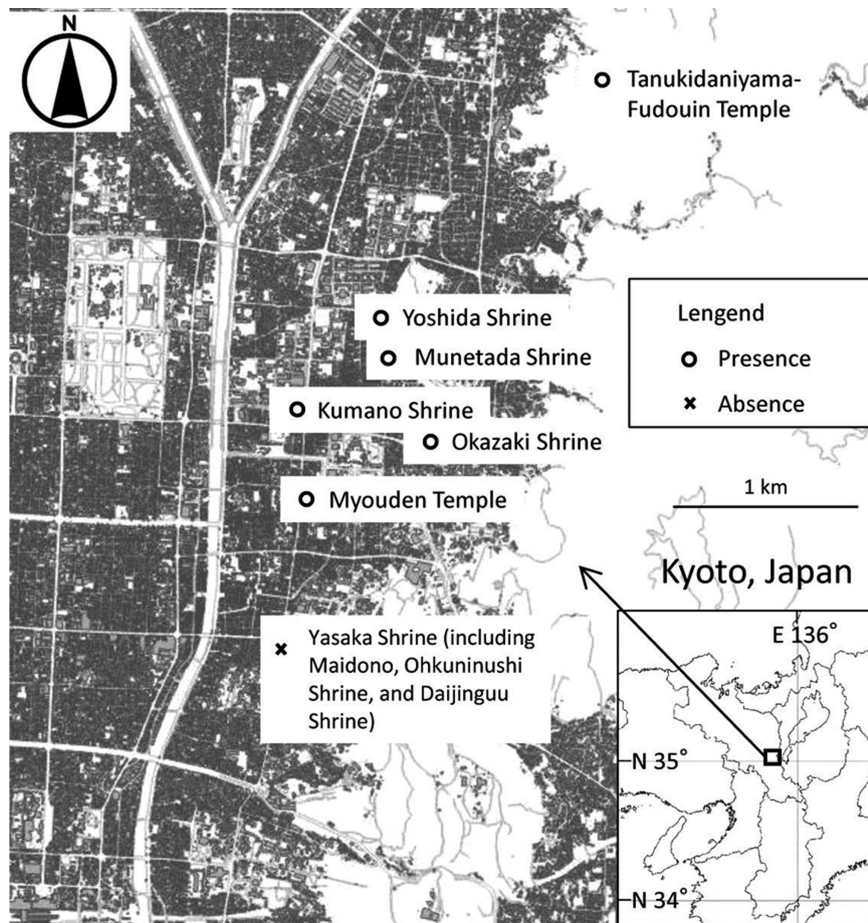 N
Tanukidaniyama-
Fudouin Temple
Yoshida Shrine
Munetada Shrine
Kumano Shrine
Okazaki Shrine
Myouden Temple
Yasaka Shrine (including
Maidono, Ohkuninushi
Shrine, and Daijinguu
Shrine)
Lengend
Presence
Absence
1 km
Kyoto, Japan
E 136°
N 35°
N 34°